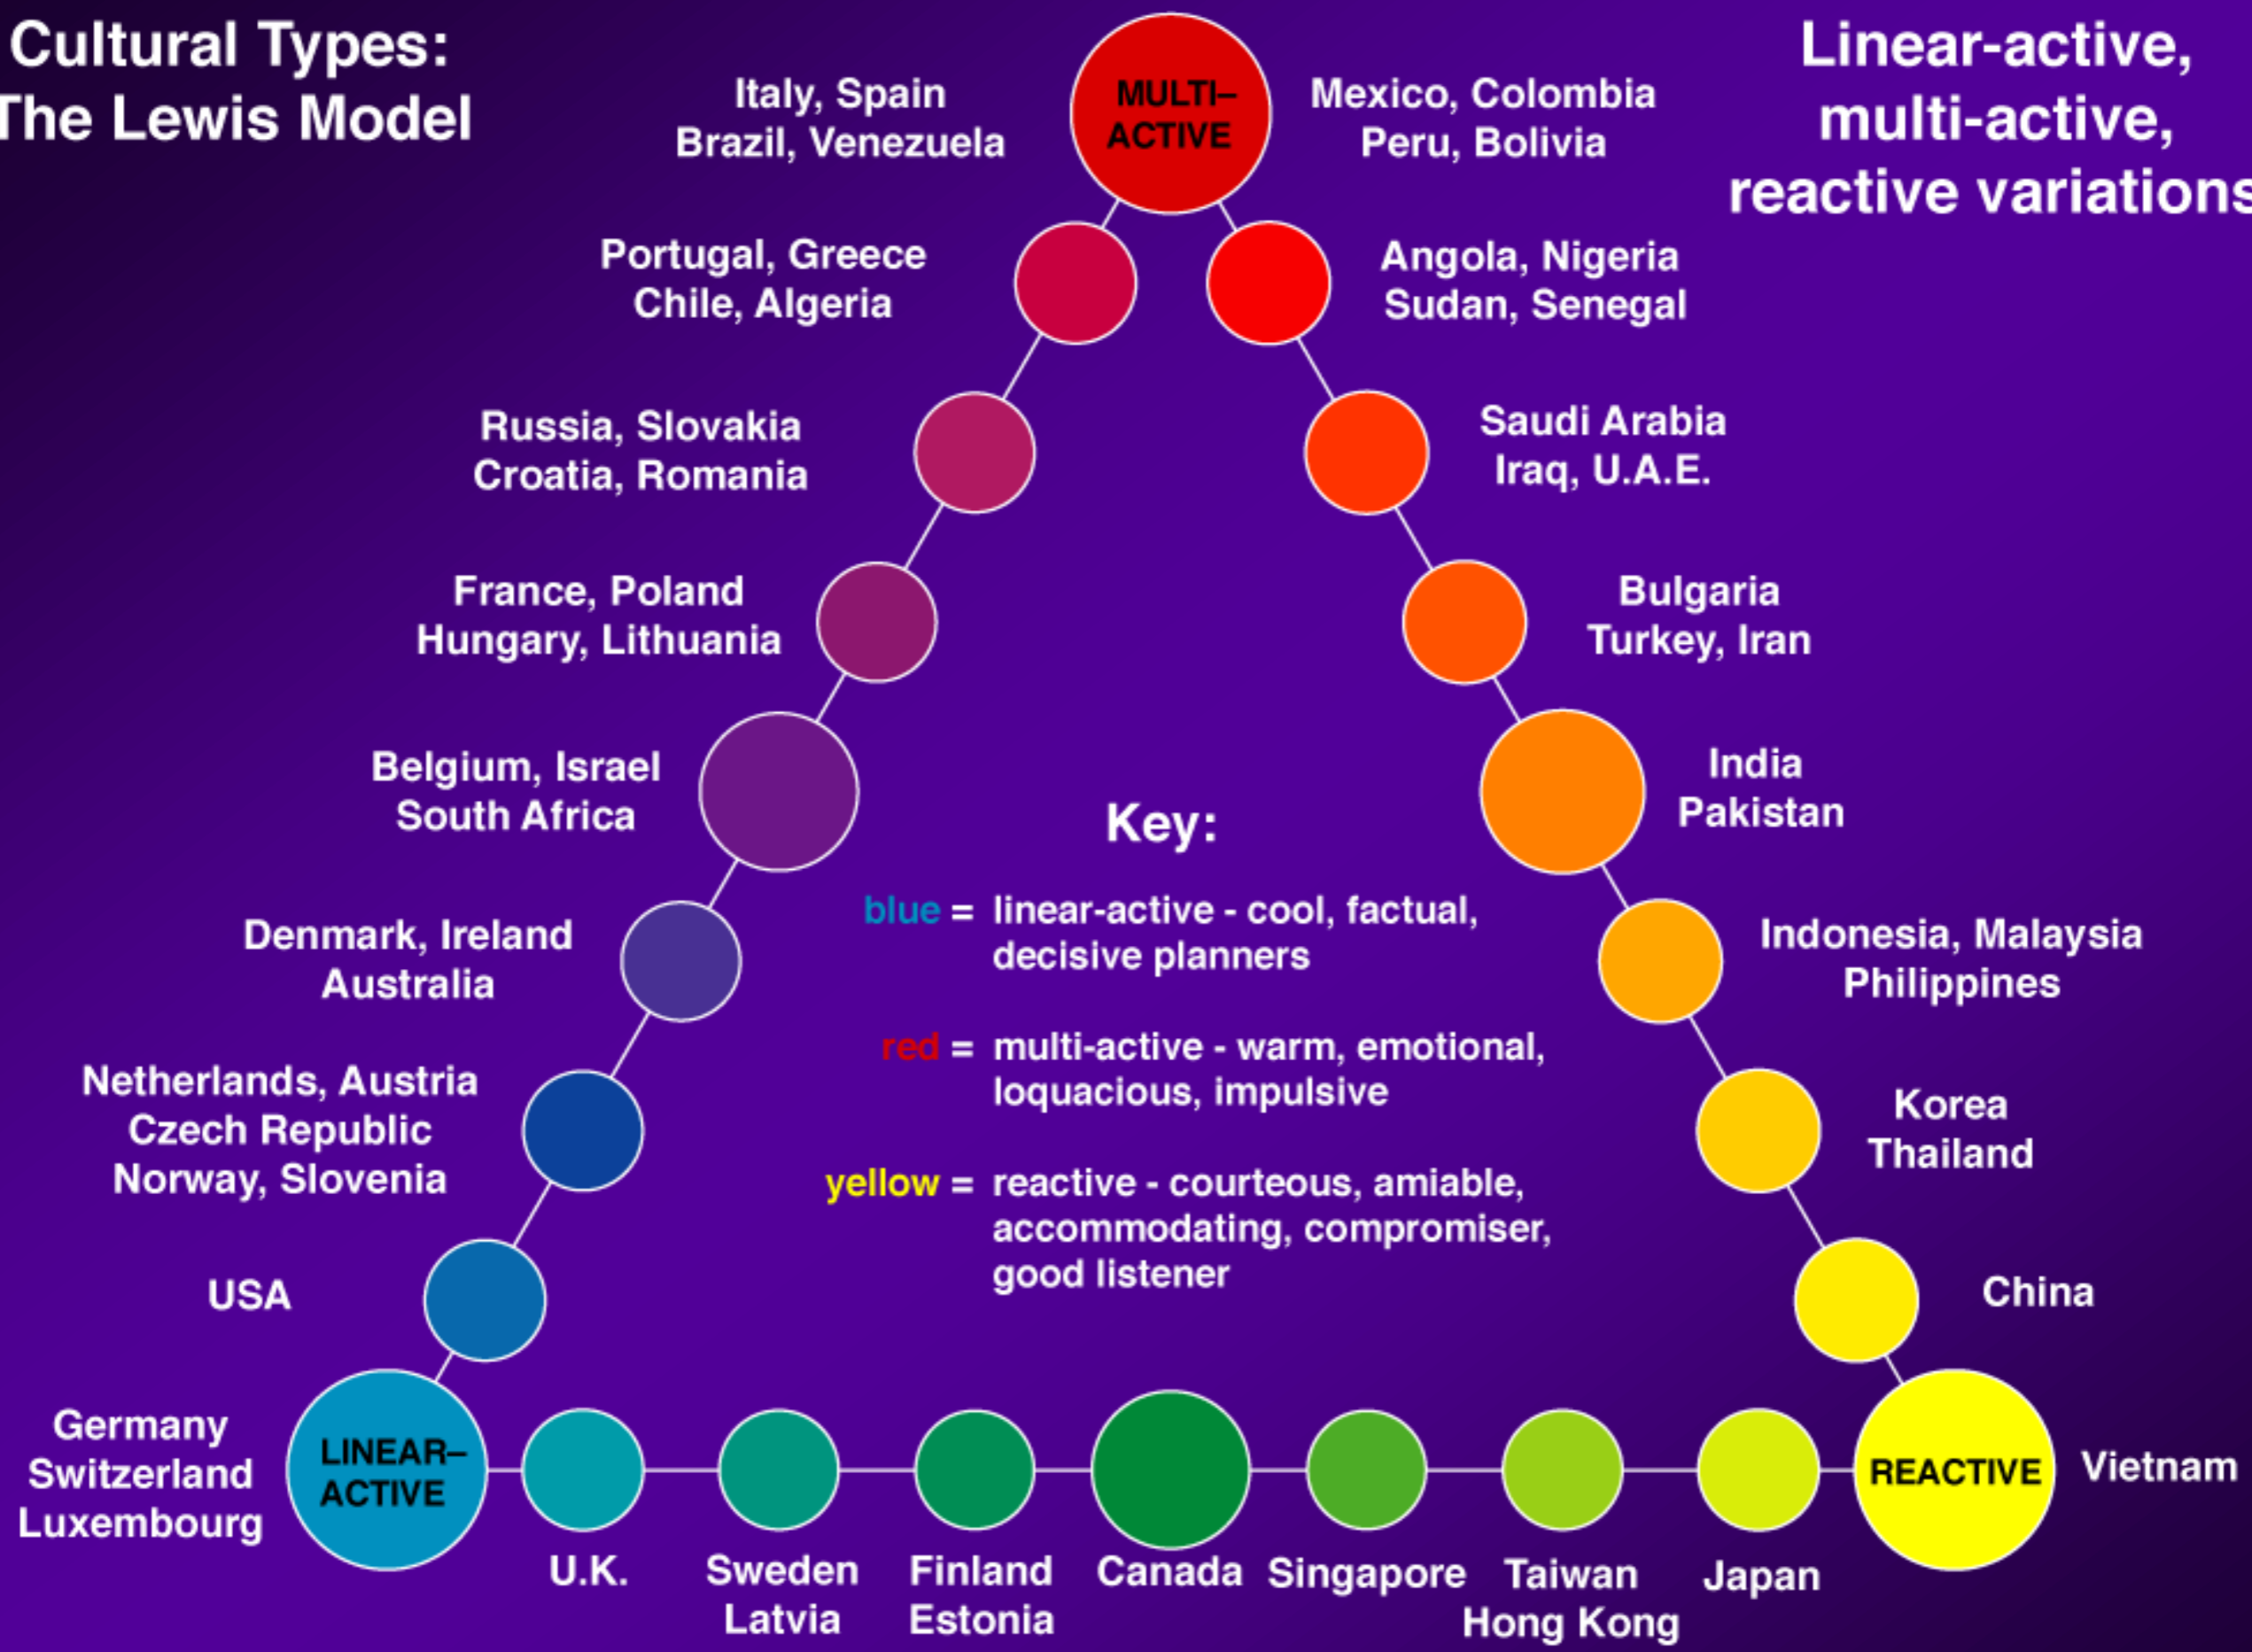 Cultural Types:
The Lewis Model
Linear-active,
multi-active,
reactive variations
MULTI–
ACTIVE
Italy, Spain
Brazil, Venezuela
Mexico, Colombia
Peru, Bolivia
Portugal, Greece
Chile, Algeria
Angola, Nigeria
Sudan, Senegal
Russia, Slovakia
Croatia, Romania
Saudi Arabia
Iraq, U.A.E.
France, Poland
Hungary, Lithuania
Bulgaria
Turkey, Iran
Belgium, Israel
South Africa
India
Pakistan
Denmark, Ireland
Australia
Indonesia, Malaysia
Philippines
Netherlands, Austria
Czech Republic
Norway, Slovenia
Korea
Thailand
USA
China
Key:
blue = linear-active - cool, factual,
decisive planners
red = multi-active - warm, emotional,
loquacious, impulsive
yellow = reactive - courteous, amiable,
accommodating, compromiser,
good listener
Germany
Switzerland
Luxembourg
LINEAR–
ACTIVE
U.K.
Sweden
Latvia
Finland
Estonia
Canada
Singapore
Taiwan
Hong Kong
Japan
REACTIVE
Vietnam